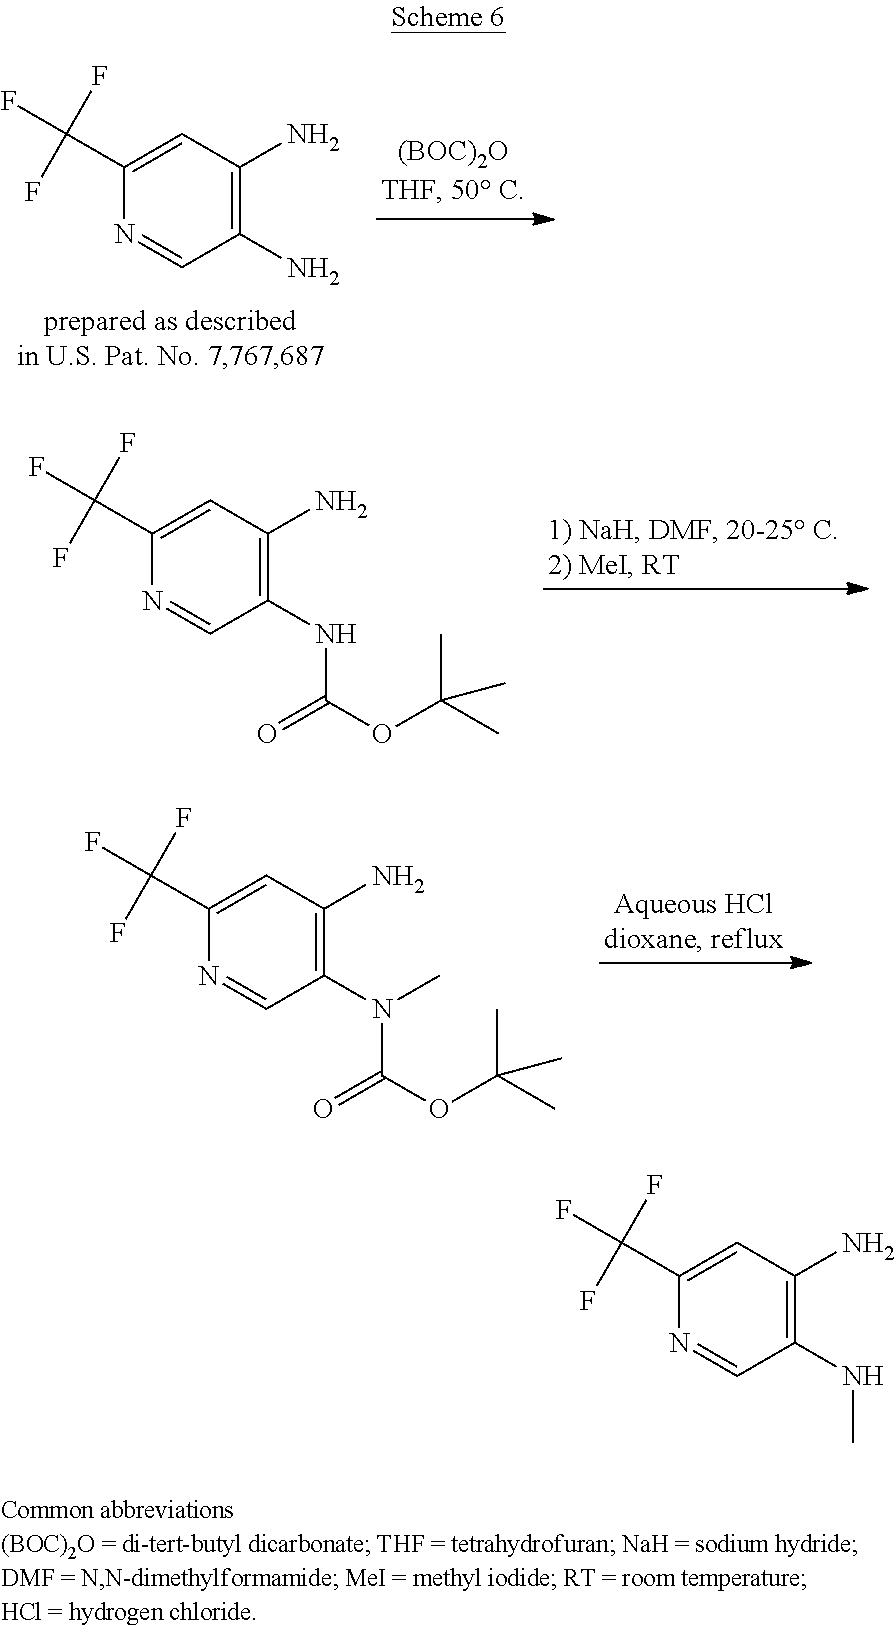 Scheme 6
F
F
F
N
NH2
NH2
(BOC)2O
THF, 50° C.
prepared as described
in U.S. Pat. No. 7,767,687
F
F
F
N
NH2
NH
O
O
1) NaH, DMF, 20-25° C.
2) MeI, RT
F
F
F
N
NH2
N
O
O
Aqueous HCl
dioxane, reflux
F
F
F
N
NH2
NH
Common abbreviations
(BOC)2O = di-tert-butyl dicarbonate; THF = tetrahydrofuran; NaH = sodium hydride;
DMF = N,N-dimethylformamide; MeI = methyl iodide; RT = room temperature;
HCl = hydrogen chloride.